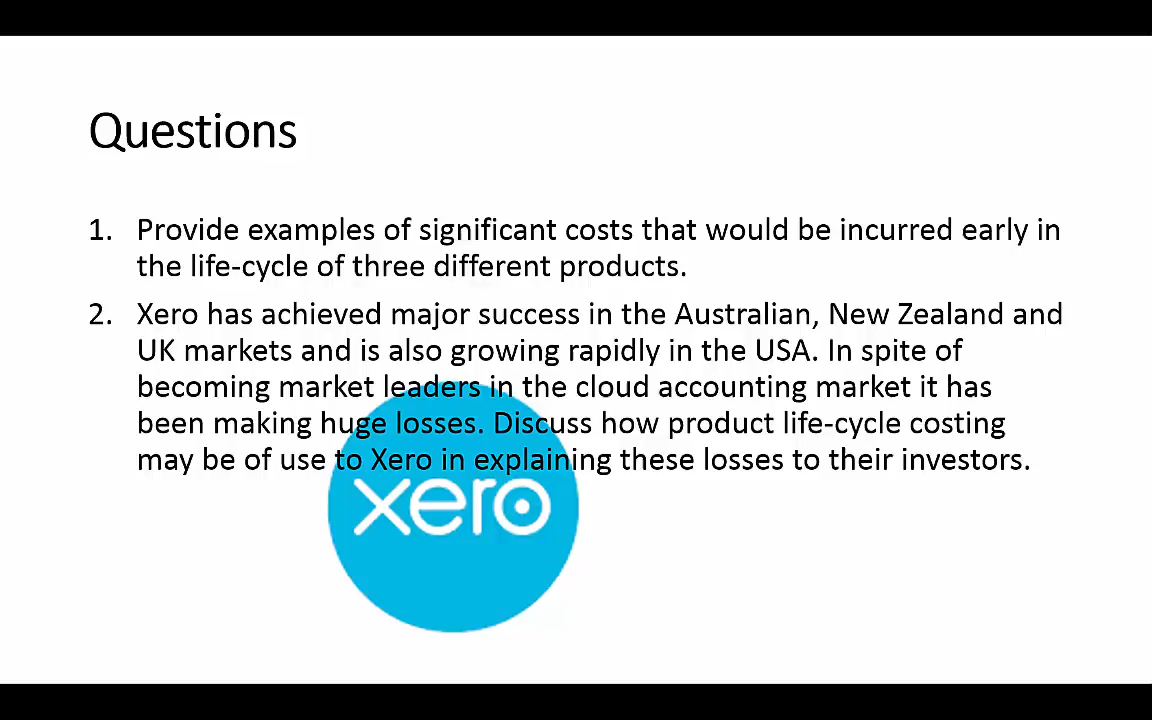 Questions
1. Provide examples of significant costs that would be incurred early in
the life-cycle of three different products.
2. Xero has achieved major success in the Australian, New Zealand and
UK markets and is also growing rapidly in the USA. In spite of
becoming market leaders in the cloud accounting market it has
been making huge losses. Discuss how product life-cycle costing
may be of use to Xero in explaining these losses to their investors.
xero